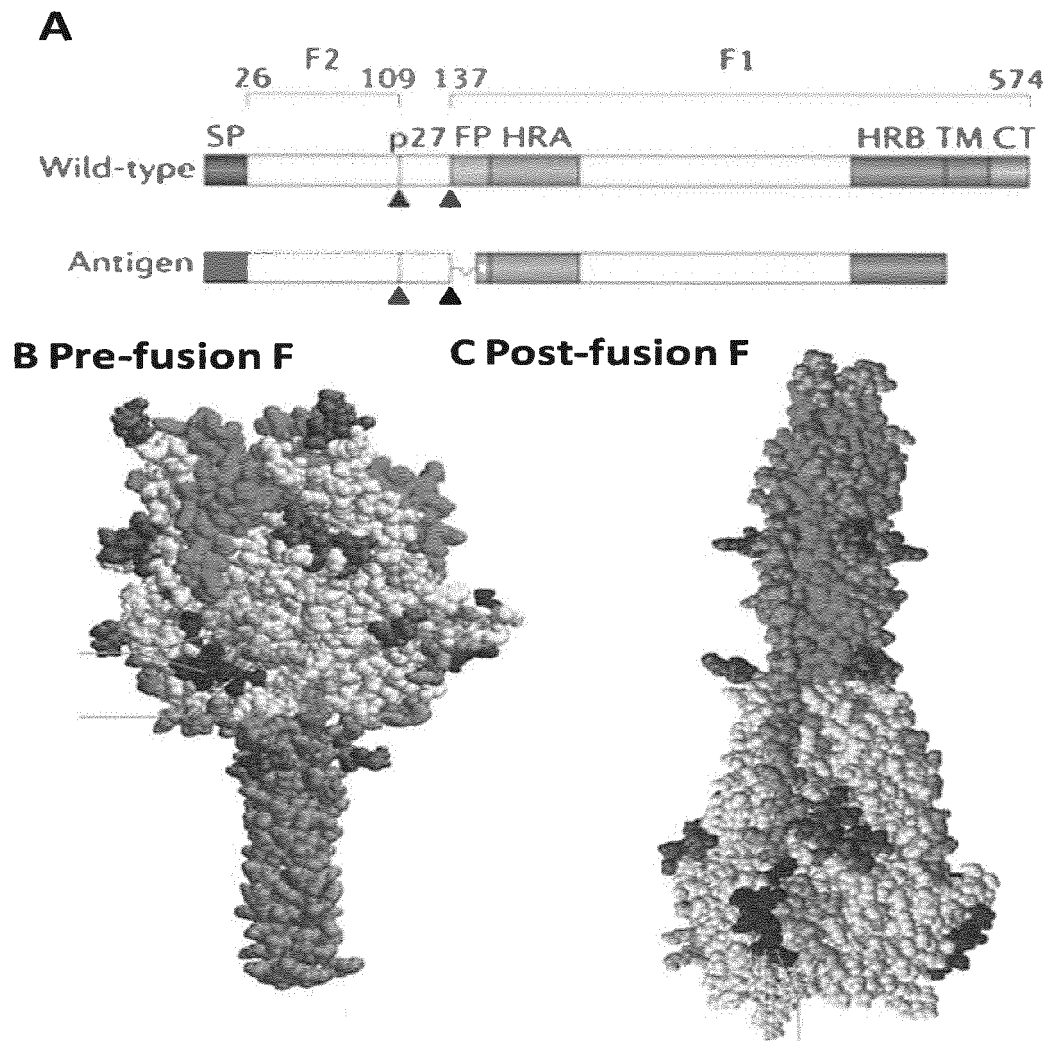 A
F2
F1
26
109
137
574
SP
p27
FP
HRA
HRB
TM
CT
Wild-type
Antigen
B Pre-fusion F
C Post-fusion F